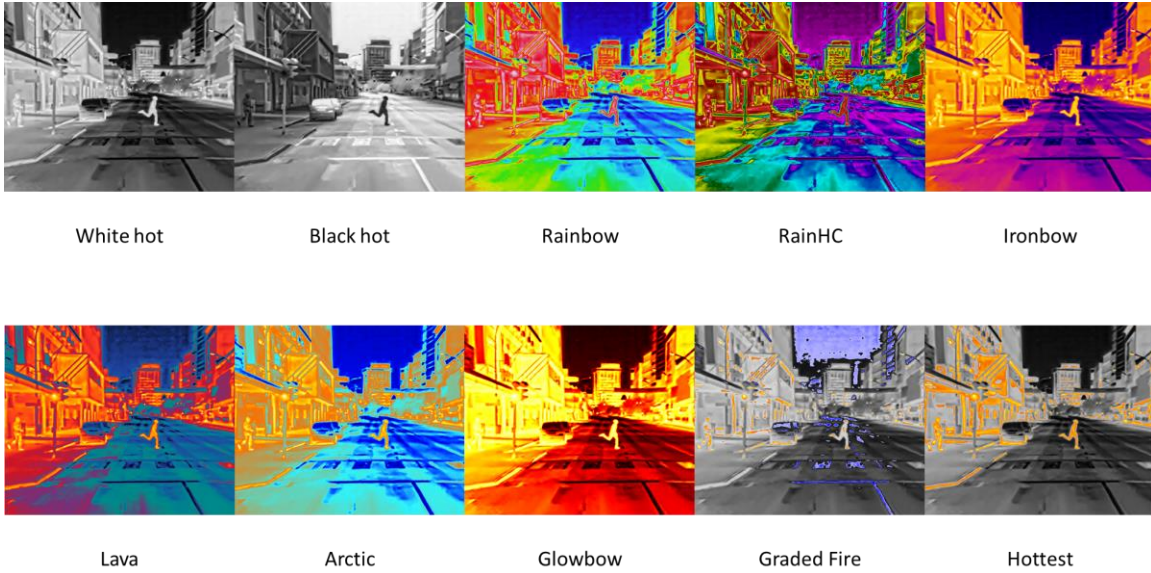 White hot
Black hot
Rainbow
RainHC
Ironbow
Lava
Arctic
Glowbow
Graded Fire
Hottest